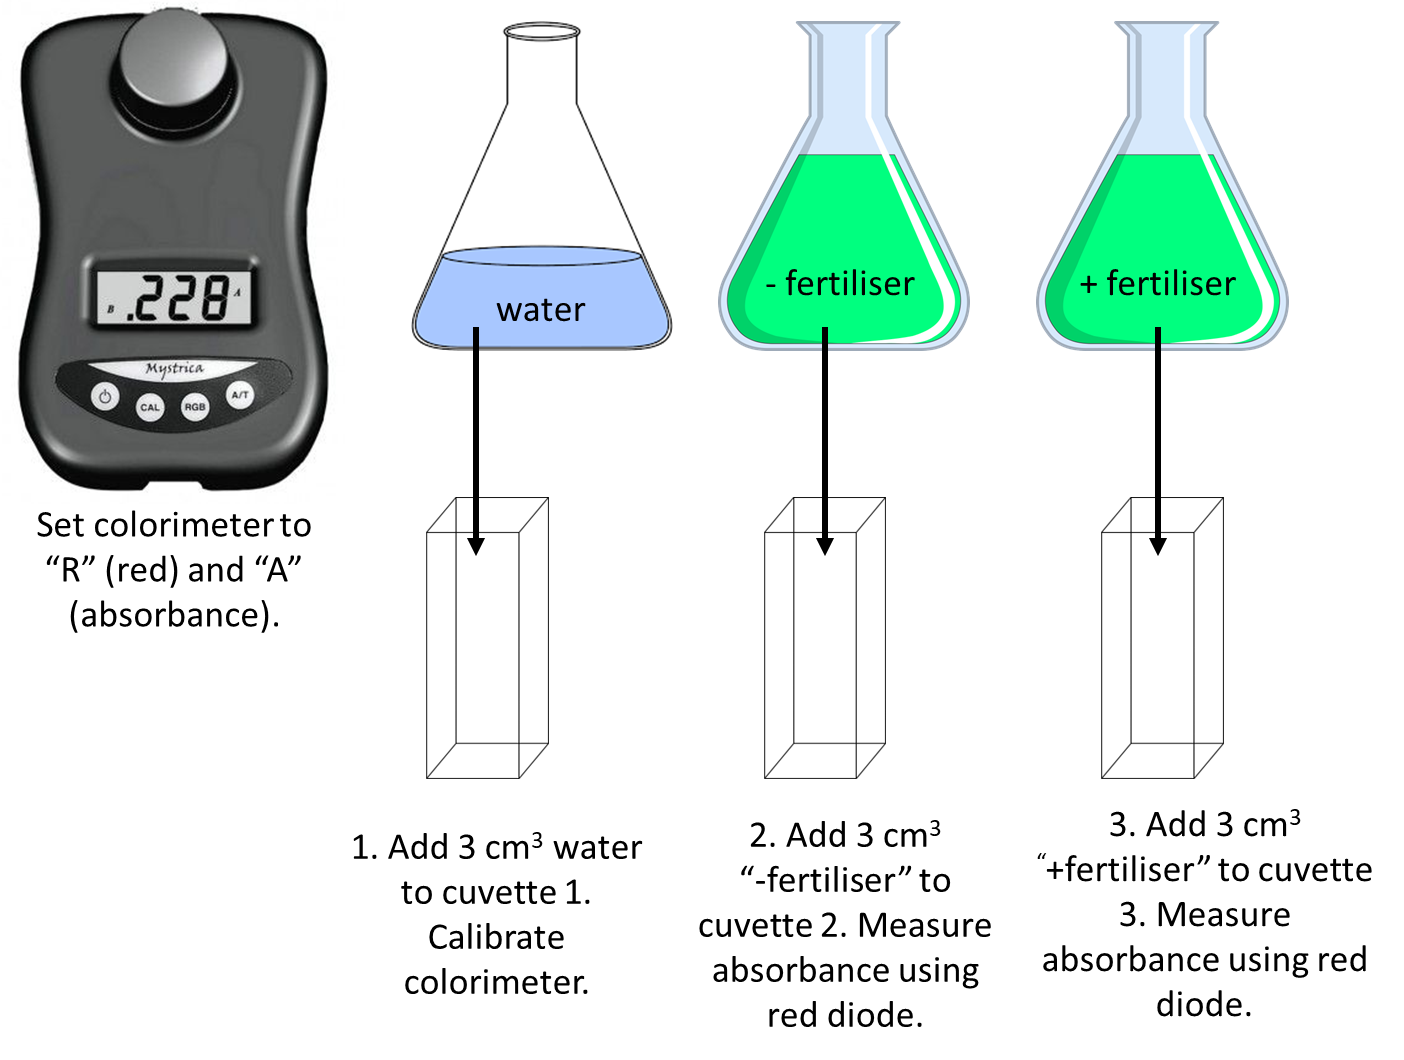 B .228 A
Mystrica
CAL RGB A/T
Set colorimeter to
“R” (red) and “A”
(absorbance).
water
- fertiliser
+ fertiliser
1. Add 3 cm³ water
to cuvette 1.
Calibrate
colorimeter.
2. Add 3 cm³
“-fertiliser” to
cuvette 2. Measure
absorbance using
red diode.
3. Add 3 cm³
“+fertiliser” to cuvette
3. Measure
absorbance using red
diode.